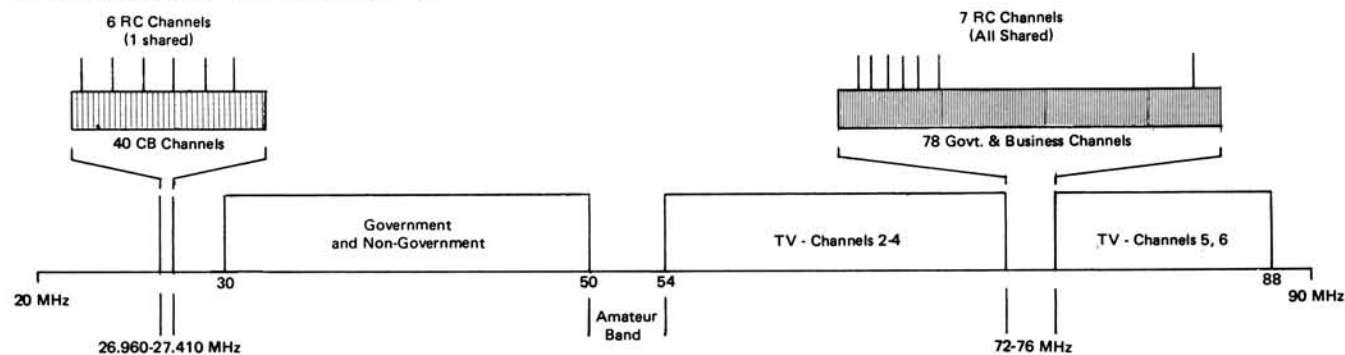 6 RC Channels
(1 shared)
7 RC Channels
(All Shared)
40 CB Channels
78 Govt. & Business Channels
Government
and Non-Government
TV - Channels 2-4
TV - Channels 5, 6
20 MHz
30
50
54
88
90 MHz
Amateur
Band
26.960-27.410 MHz
72-76 MHz